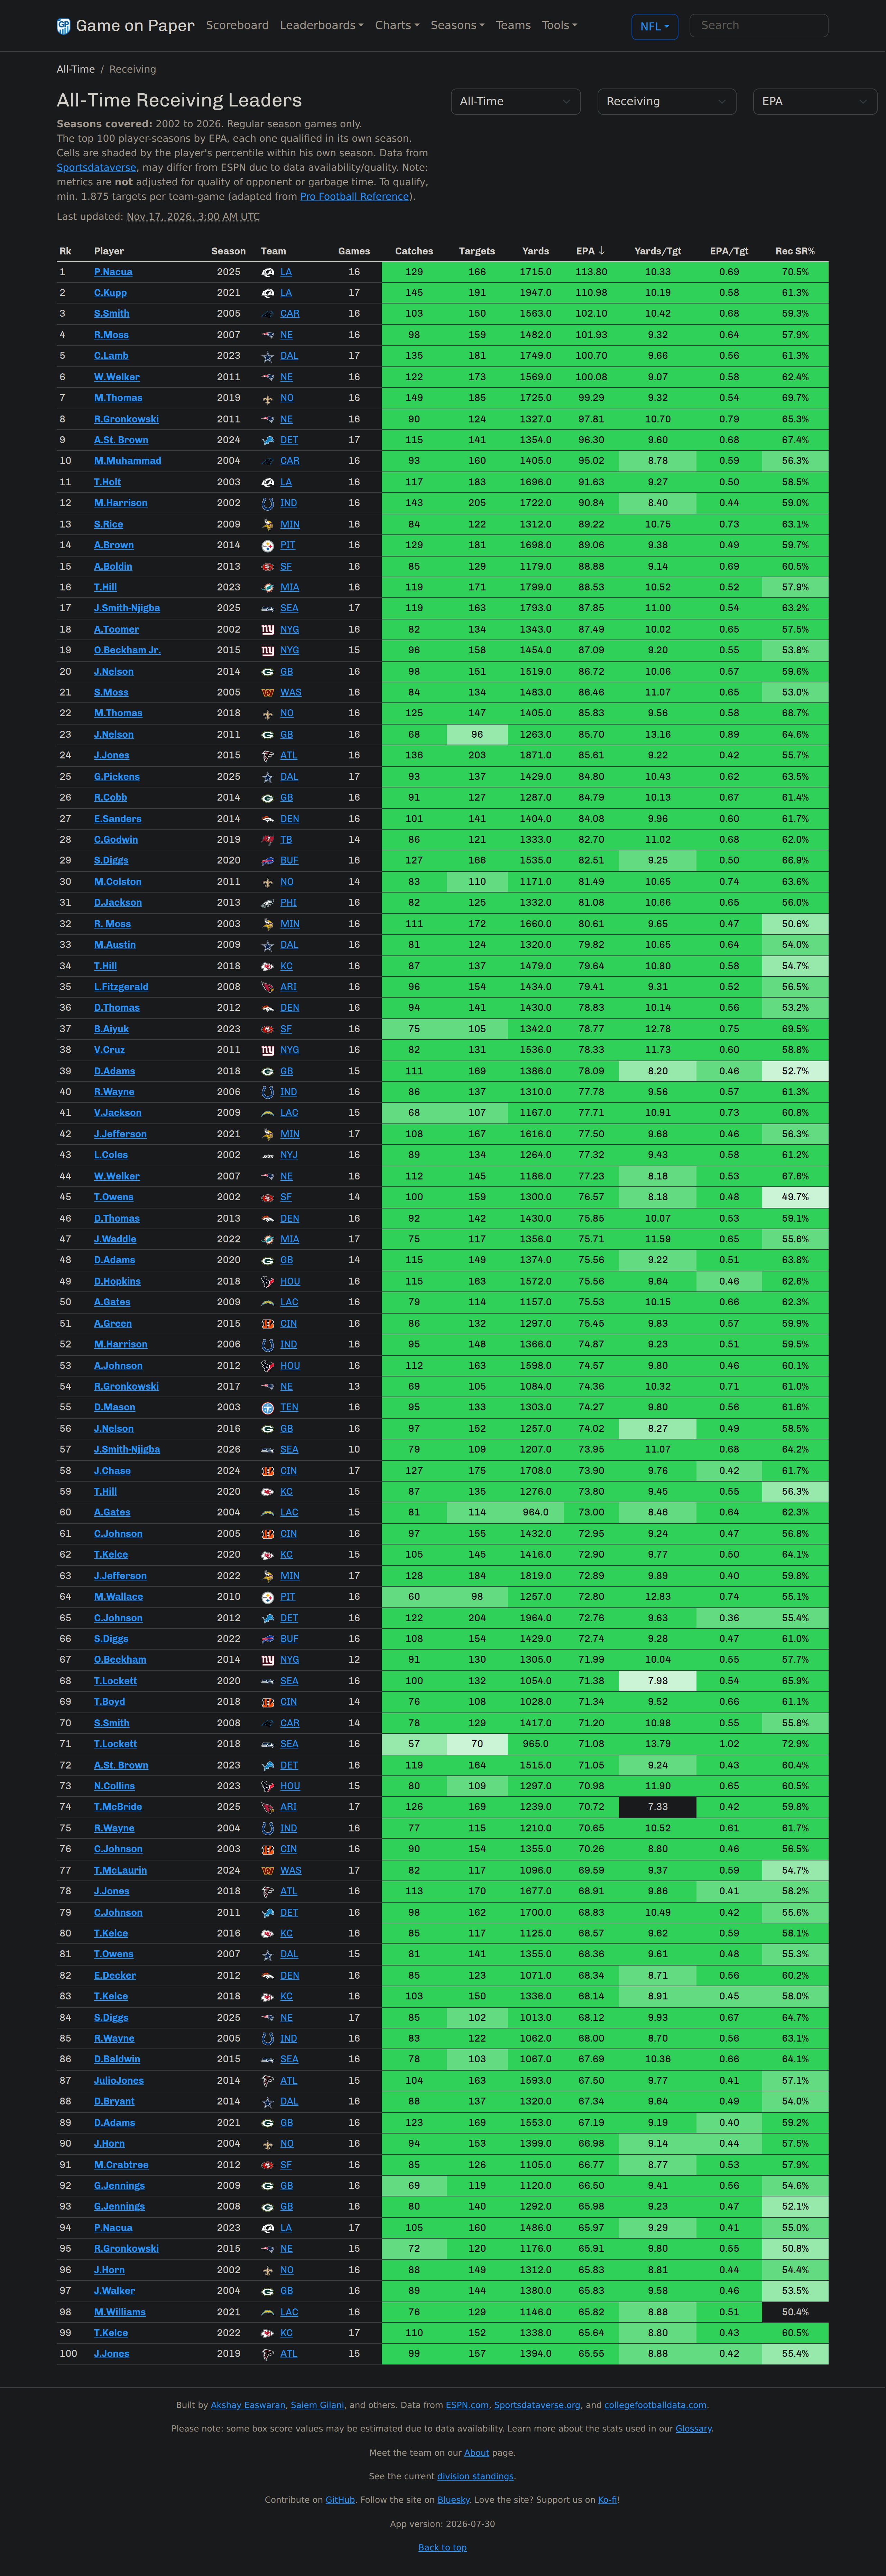 Game on Paper Scoreboard Leaderboards Charts Seasons Teams Tools NFL Search
All-Time / Receiving
All-Time Receiving Leaders All-Time Receiving EPA
Seasons covered: 2002 to 2026. Regular season games only.
The top 100 player-seasons by EPA, each one qualified in its own season.
Cells are shaded by the player's percentile within his own season. Data from
Sportsdataverse, may differ from ESPN due to data availability/quality. Note:
metrics are not adjusted for quality of opponent or garbage time. To qualify,
min. 1.875 targets per team-game (adapted from Pro Football Reference).
Last updated: Nov 17, 2026, 3:00 AM UTC
Rk Player Season Team Games Catches Targets Yards EPA ↓ Yards/Tgt EPA/Tgt Rec SR%
1 P.Nacua 2025 LA 16 129 166 1715.0 113.80 10.33 0.69 70.5%
2 C.Kupp 2021 LA 17 145 191 1947.0 110.98 10.19 0.58 61.3%
3 S.Smith 2005 CAR 16 103 150 1563.0 102.10 10.42 0.68 59.3%
4 R.Moss 2007 NE 16 98 159 1482.0 101.93 9.32 0.64 57.9%
5 C.Lamb 2023 DAL 17 135 181 1749.0 100.70 9.66 0.56 61.3%
6 W.Welker 2011 NE 16 122 173 1569.0 100.08 9.07 0.58 62.4%
7 M.Thomas 2019 NO 16 149 185 1725.0 99.29 9.32 0.54 69.7%
8 R.Gronkowski 2011 NE 16 90 124 1327.0 97.81 10.70 0.79 65.3%
9 A.St. Brown 2024 DET 17 115 141 1354.0 96.30 9.60 0.68 67.4%
10 M.Muhammad 2004 CAR 16 93 160 1405.0 95.02 8.78 0.59 56.3%
11 T.Holt 2003 LA 16 117 183 1696.0 91.63 9.27 0.50 58.5%
12 M.Harrison 2002 IND 16 143 205 1722.0 90.84 8.40 0.44 59.0%
13 S.Rice 2009 MIN 16 84 122 1312.0 89.22 10.75 0.73 63.1%
14 A.Brown 2014 PIT 16 129 181 1698.0 89.06 9.38 0.49 59.7%
15 A.Boldin 2013 SF 16 85 129 1179.0 88.88 9.14 0.69 60.5%
16 T.Hill 2023 MIA 16 119 171 1799.0 88.53 10.52 0.52 57.9%
17 J.Smith-Njigba 2025 SEA 17 119 163 1793.0 87.85 11.00 0.54 63.2%
18 A.Toomer 2002 NYG 16 82 134 1343.0 87.49 10.02 0.65 57.5%
19 O.Beckham Jr. 2015 NYG 15 96 158 1454.0 87.09 9.20 0.55 53.8%
20 J.Nelson 2014 GB 16 98 151 1519.0 86.72 10.06 0.57 59.6%
21 S.Moss 2005 WAS 16 84 134 1483.0 86.46 11.07 0.65 53.0%
22 M.Thomas 2018 NO 16 125 147 1405.0 85.83 9.56 0.58 68.7%
23 J.Nelson 2011 GB 16 68 96 1263.0 85.70 13.16 0.89 64.6%
24 J.Jones 2015 ATL 16 136 203 1871.0 85.61 9.22 0.42 55.7%
25 G.Pickens 2025 DAL 17 93 137 1429.0 84.80 10.43 0.62 63.5%
26 R.Cobb 2014 GB 16 91 127 1287.0 84.79 10.13 0.67 61.4%
27 E.Sanders 2014 DEN 16 101 141 1404.0 84.08 9.96 0.60 61.7%
28 C.Godwin 2019 TB 14 86 121 1333.0 82.70 11.02 0.68 62.0%
29 S.Diggs 2020 BUF 16 127 166 1535.0 82.51 9.25 0.50 66.9%
30 M.Colston 2011 NO 14 83 110 1171.0 81.49 10.65 0.74 63.6%
31 D.Jackson 2013 PHI 16 82 125 1332.0 81.08 10.66 0.65 56.0%
32 R. Moss 2003 MIN 16 111 172 1660.0 80.61 9.65 0.47 50.6%
33 M.Austin 2009 DAL 16 81 124 1320.0 79.82 10.65 0.64 54.0%
34 T.Hill 2018 KC 16 87 137 1479.0 79.64 10.80 0.58 54.7%
35 L.Fitzgerald 2008 ARI 16 96 154 1434.0 79.41 9.31 0.52 56.5%
36 D.Thomas 2012 DEN 16 94 141 1430.0 78.83 10.14 0.56 53.2%
37 B.Aiyuk 2023 SF 16 75 105 1342.0 78.77 12.78 0.75 69.5%
38 V.Cruz 2011 NYG 16 82 131 1536.0 78.33 11.73 0.60 58.8%
39 D.Adams 2018 GB 15 111 169 1386.0 78.09 8.20 0.46 52.7%
40 R.Wayne 2006 IND 16 86 137 1310.0 77.78 9.56 0.57 61.3%
41 V.Jackson 2009 LAC 15 68 107 1167.0 77.71 10.91 0.73 60.8%
42 J.Jefferson 2021 MIN 17 108 167 1616.0 77.50 9.68 0.46 56.3%
43 L.Coles 2002 NYJ 16 89 134 1264.0 77.32 9.43 0.58 61.2%
44 W.Welker 2007 NE 16 112 145 1186.0 77.23 8.18 0.53 67.6%
45 T.Owens 2002 SF 14 100 159 1300.0 76.57 8.18 0.48 49.7%
46 D.Thomas 2013 DEN 16 92 142 1430.0 75.85 10.07 0.53 59.1%
47 J.Waddle 2022 MIA 17 75 117 1356.0 75.71 11.59 0.65 55.6%
48 D.Adams 2020 GB 14 115 149 1374.0 75.56 9.22 0.51 63.8%
49 D.Hopkins 2018 HOU 16 115 163 1572.0 75.56 9.64 0.46 62.6%
50 A.Gates 2009 LAC 16 79 114 1157.0 75.53 10.15 0.66 62.3%
51 A.Green 2015 CIN 16 86 132 1297.0 75.45 9.83 0.57 59.9%
52 M.Harrison 2006 IND 16 95 148 1366.0 74.87 9.23 0.51 59.5%
53 A.Johnson 2012 HOU 16 112 163 1598.0 74.57 9.80 0.46 60.1%
54 R.Gronkowski 2017 NE 13 69 105 1084.0 74.36 10.32 0.71 61.0%
55 D.Mason 2003 TEN 16 95 133 1303.0 74.27 9.80 0.56 61.6%
56 J.Nelson 2016 GB 16 97 152 1257.0 74.02 8.27 0.49 58.5%
57 J.Smith-Njigba 2026 SEA 10 79 109 1207.0 73.95 11.07 0.68 64.2%
58 J.Chase 2024 CIN 17 127 175 1708.0 73.90 9.76 0.42 61.7%
59 T.Hill 2020 KC 15 87 135 1276.0 73.80 9.45 0.55 56.3%
60 A.Gates 2004 LAC 15 81 114 964.0 73.00 8.46 0.64 62.3%
61 C.Johnson 2005 CIN 16 97 155 1432.0 72.95 9.24 0.47 56.8%
62 T.Kelce 2020 KC 15 105 145 1416.0 72.90 9.77 0.50 64.1%
63 J.Jefferson 2022 MIN 17 128 184 1819.0 72.89 9.89 0.40 59.8%
64 M.Wallace 2010 PIT 16 60 98 1257.0 72.80 12.83 0.74 55.1%
65 C.Johnson 2012 DET 16 122 204 1964.0 72.76 9.63 0.36 55.4%
66 S.Diggs 2022 BUF 16 108 154 1429.0 72.74 9.28 0.47 61.0%
67 O.Beckham 2014 NYG 12 91 130 1305.0 71.99 10.04 0.55 57.7%
68 T.Lockett 2020 SEA 16 100 132 1054.0 71.38 7.98 0.54 65.9%
69 T.Boyd 2018 CIN 14 76 108 1028.0 71.34 9.52 0.66 61.1%
70 S.Smith 2008 CAR 14 78 129 1417.0 71.20 10.98 0.55 55.8%
71 T.Lockett 2018 SEA 16 57 70 965.0 71.08 13.79 1.02 72.9%
72 A.St. Brown 2023 DET 16 119 164 1515.0 71.05 9.24 0.43 60.4%
73 N.Collins 2023 HOU 15 80 109 1297.0 70.98 11.90 0.65 60.5%
74 T.McBride 2025 ARI 17 126 169 1239.0 70.72 7.33 0.42 59.8%
75 R.Wayne 2004 IND 16 77 115 1210.0 70.65 10.52 0.61 61.7%
76 C.Johnson 2003 CIN 16 90 154 1355.0 70.26 8.80 0.46 56.5%
77 T.McLaurin 2024 WAS 17 82 117 1096.0 69.59 9.37 0.59 54.7%
78 J.Jones 2018 ATL 16 113 170 1677.0 68.91 9.86 0.41 58.2%
79 C.Johnson 2011 DET 16 98 162 1700.0 68.83 10.49 0.42 55.6%
80 T.Kelce 2016 KC 16 85 117 1125.0 68.57 9.62 0.59 58.1%
81 T.Owens 2007 DAL 15 81 141 1355.0 68.36 9.61 0.48 55.3%
82 E.Decker 2012 DEN 16 85 123 1071.0 68.34 8.71 0.56 60.2%
83 T.Kelce 2018 KC 16 103 150 1336.0 68.14 8.91 0.45 58.0%
84 S.Diggs 2025 NE 17 85 102 1013.0 68.12 9.93 0.67 64.7%
85 R.Wayne 2005 IND 16 83 122 1062.0 68.00 8.70 0.56 63.1%
86 D.Baldwin 2015 SEA 16 78 103 1067.0 67.69 10.36 0.66 64.1%
87 JulioJones 2014 ATL 15 104 163 1593.0 67.50 9.77 0.41 57.1%
88 D.Bryant 2014 DAL 16 88 137 1320.0 67.34 9.64 0.49 54.0%
89 D.Adams 2021 GB 16 123 169 1553.0 67.19 9.19 0.40 59.2%
90 J.Horn 2004 NO 16 94 153 1399.0 66.98 9.14 0.44 57.5%
91 M.Crabtree 2012 SF 16 85 126 1105.0 66.77 8.77 0.53 57.9%
92 G.Jennings 2009 GB 16 69 119 1120.0 66.50 9.41 0.56 54.6%
93 G.Jennings 2008 GB 16 80 140 1292.0 65.98 9.23 0.47 52.1%
94 P.Nacua 2023 LA 17 105 160 1486.0 65.97 9.29 0.41 55.0%
95 R.Gronkowski 2015 NE 15 72 120 1176.0 65.91 9.80 0.55 50.8%
96 J.Horn 2002 NO 16 88 149 1312.0 65.83 8.81 0.44 54.4%
97 J.Walker 2004 GB 16 89 144 1380.0 65.83 9.58 0.46 53.5%
98 M.Williams 2021 LAC 16 76 129 1146.0 65.82 8.88 0.51 50.4%
99 T.Kelce 2022 KC 17 110 152 1338.0 65.64 8.80 0.43 60.5%
100 J.Jones 2019 ATL 15 99 157 1394.0 65.55 8.88 0.42 55.4%
Built by Akshay Easwaran, Saiem Gilani, and others. Data from ESPN.com, Sportsdataverse.org, and collegefootballdata.com.
Please note: some box score values may be estimated due to data availability. Learn more about the stats used in our Glossary.
Meet the team on our About page.
See the current division standings.
Contribute on GitHub. Follow the site on Bluesky. Love the site? Support us on Ko-fi!
App version: 2026-07-30
Back to top